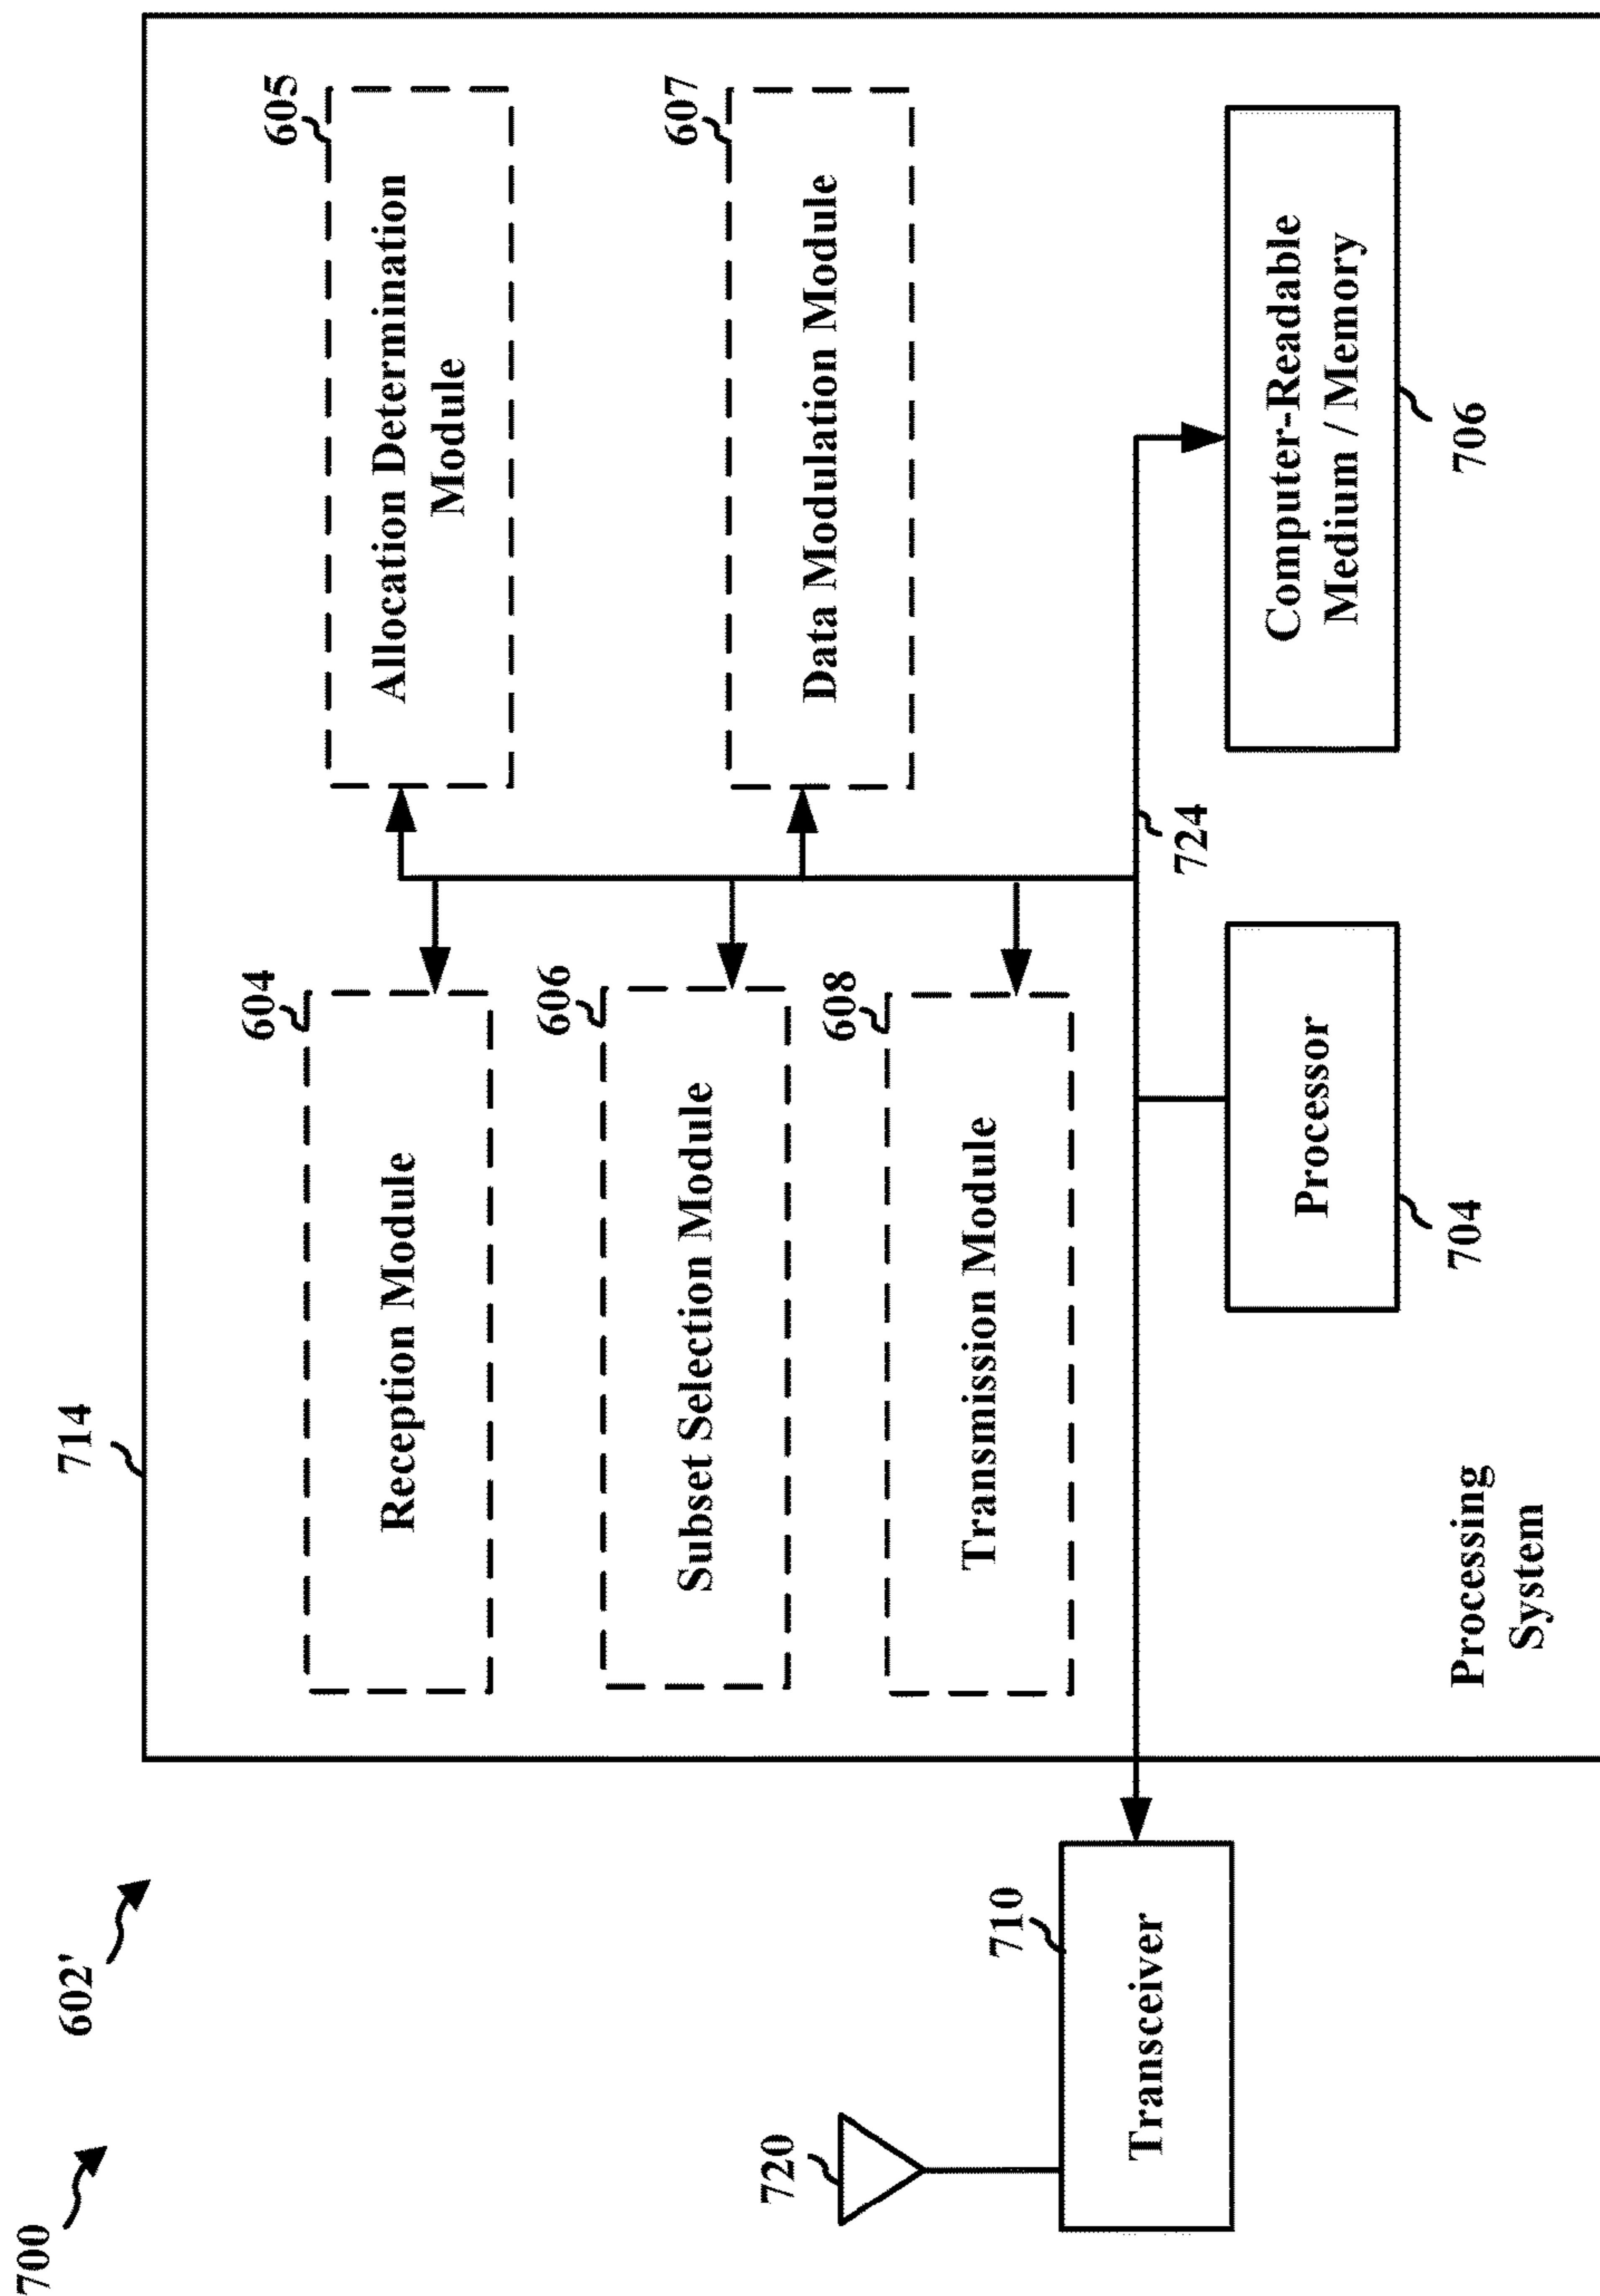 700
602'
714
604
Reception Module
605
Allocation Determination
Module
606
Subset Selection Module
607
Data Modulation Module
608
Transmission Module
720
710
Transceiver
724
Processor
704
Computer-Readable
Medium / Memory
706
Processing
System